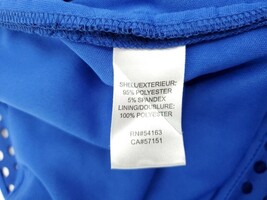 SHELL/EXTERIEUR:
95% POLYESTER
5% SPANDEX
LINING/DOUBLURE:
100% POLYESTER
RN#54163
CA#57151